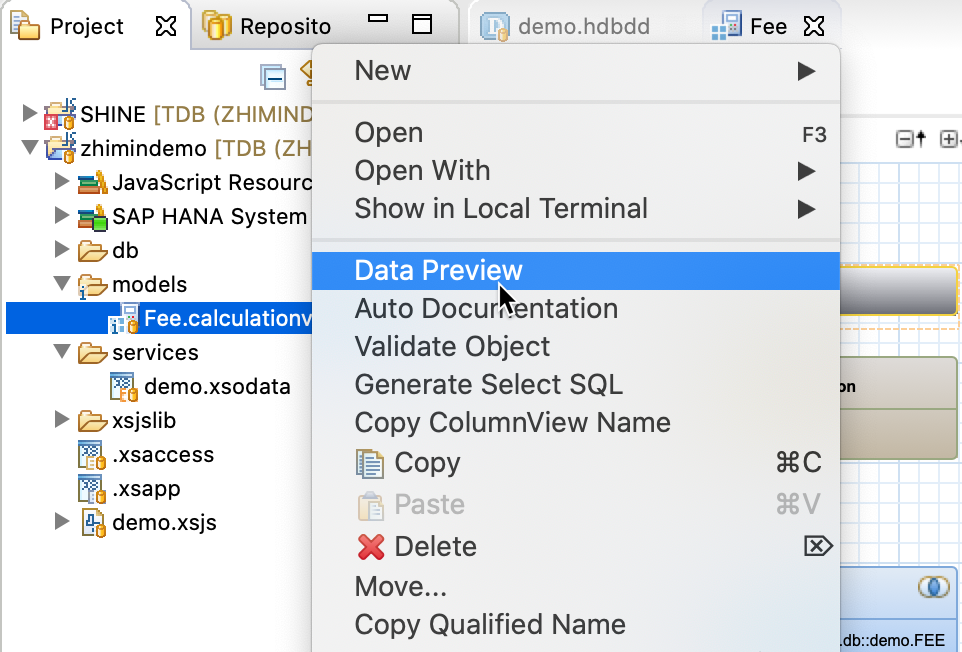 Project
Reposito
demo.hdbdd
Fee
SHINE [TDB (ZHIMIND
zhimindemo [TDB (ZH
JavaScript Resourc
SAP HANA System
db
models
Fee.calculationv
services
demo.xsodata
xsjslib
.xsaccess
.xsapp
demo.xsjs
New
Open F3
Open With
Show in Local Terminal
Data Preview
Auto Documentation
Validate Object
Generate Select SQL
Copy ColumnView Name
Copy ⌘C
Paste ⌘V
Delete ⌦
Move...
Copy Qualified Name
on
.db::demo.FEE